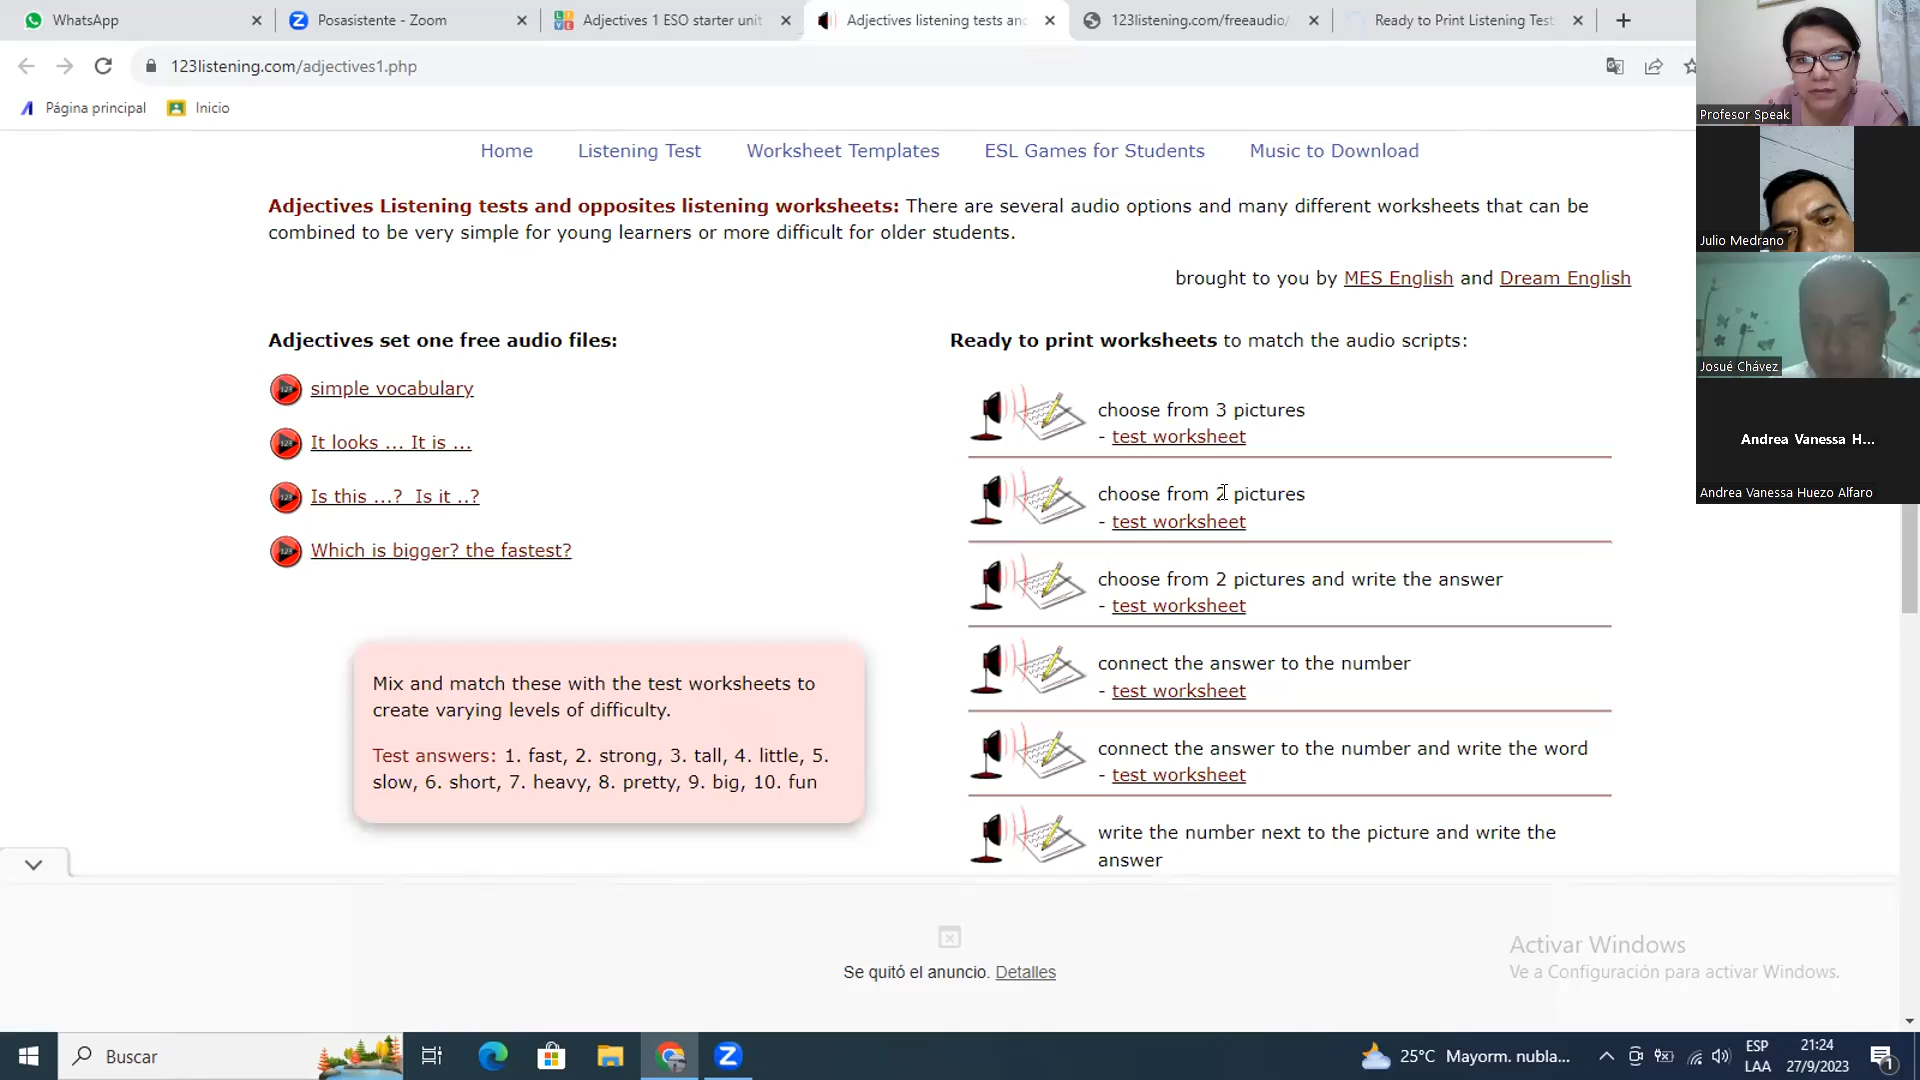 WhatsApp
Posasistente - Zoom
Adjectives 1 ESO starter unit
Adjectives listening tests an
123listening.com/freeaudio/
Ready to Print Listening Test
123listening.com/adjectives1.php
Página principal
Inicio
Home
Listening Test
Worksheet Templates
ESL Games for Students
Music to Download
Adjectives Listening tests and opposites listening worksheets: There are several audio options and many different worksheets that can be
combined to be very simple for young learners or more difficult for older students.
brought to you by MES English and Dream English
Adjectives set one free audio files:
simple vocabulary
It looks ... It is ...
Is this ...? Is it ..?
Which is bigger? the fastest?
Mix and match these with the test worksheets to
create varying levels of difficulty.
Test answers: 1. fast, 2. strong, 3. tall, 4. little, 5.
slow, 6. short, 7. heavy, 8. pretty, 9. big, 10. fun
Ready to print worksheets to match the audio scripts:
choose from 3 pictures
- test worksheet
choose from 2 pictures
- test worksheet
choose from 2 pictures and write the answer
- test worksheet
connect the answer to the number
- test worksheet
connect the answer to the number and write the word
- test worksheet
write the number next to the picture and write the
answer
Profesor Speak
Julio Medrano
Josué Chávez
Andrea Vanessa H...
Andrea Vanessa Huezo Alfaro
Se quitó el anuncio. Detalles
Activar Windows
Ve a Configuración para activar Windows.
Buscar
25°C Mayorm. nubla...
ESP
LAA
21:24
27/9/2023
1